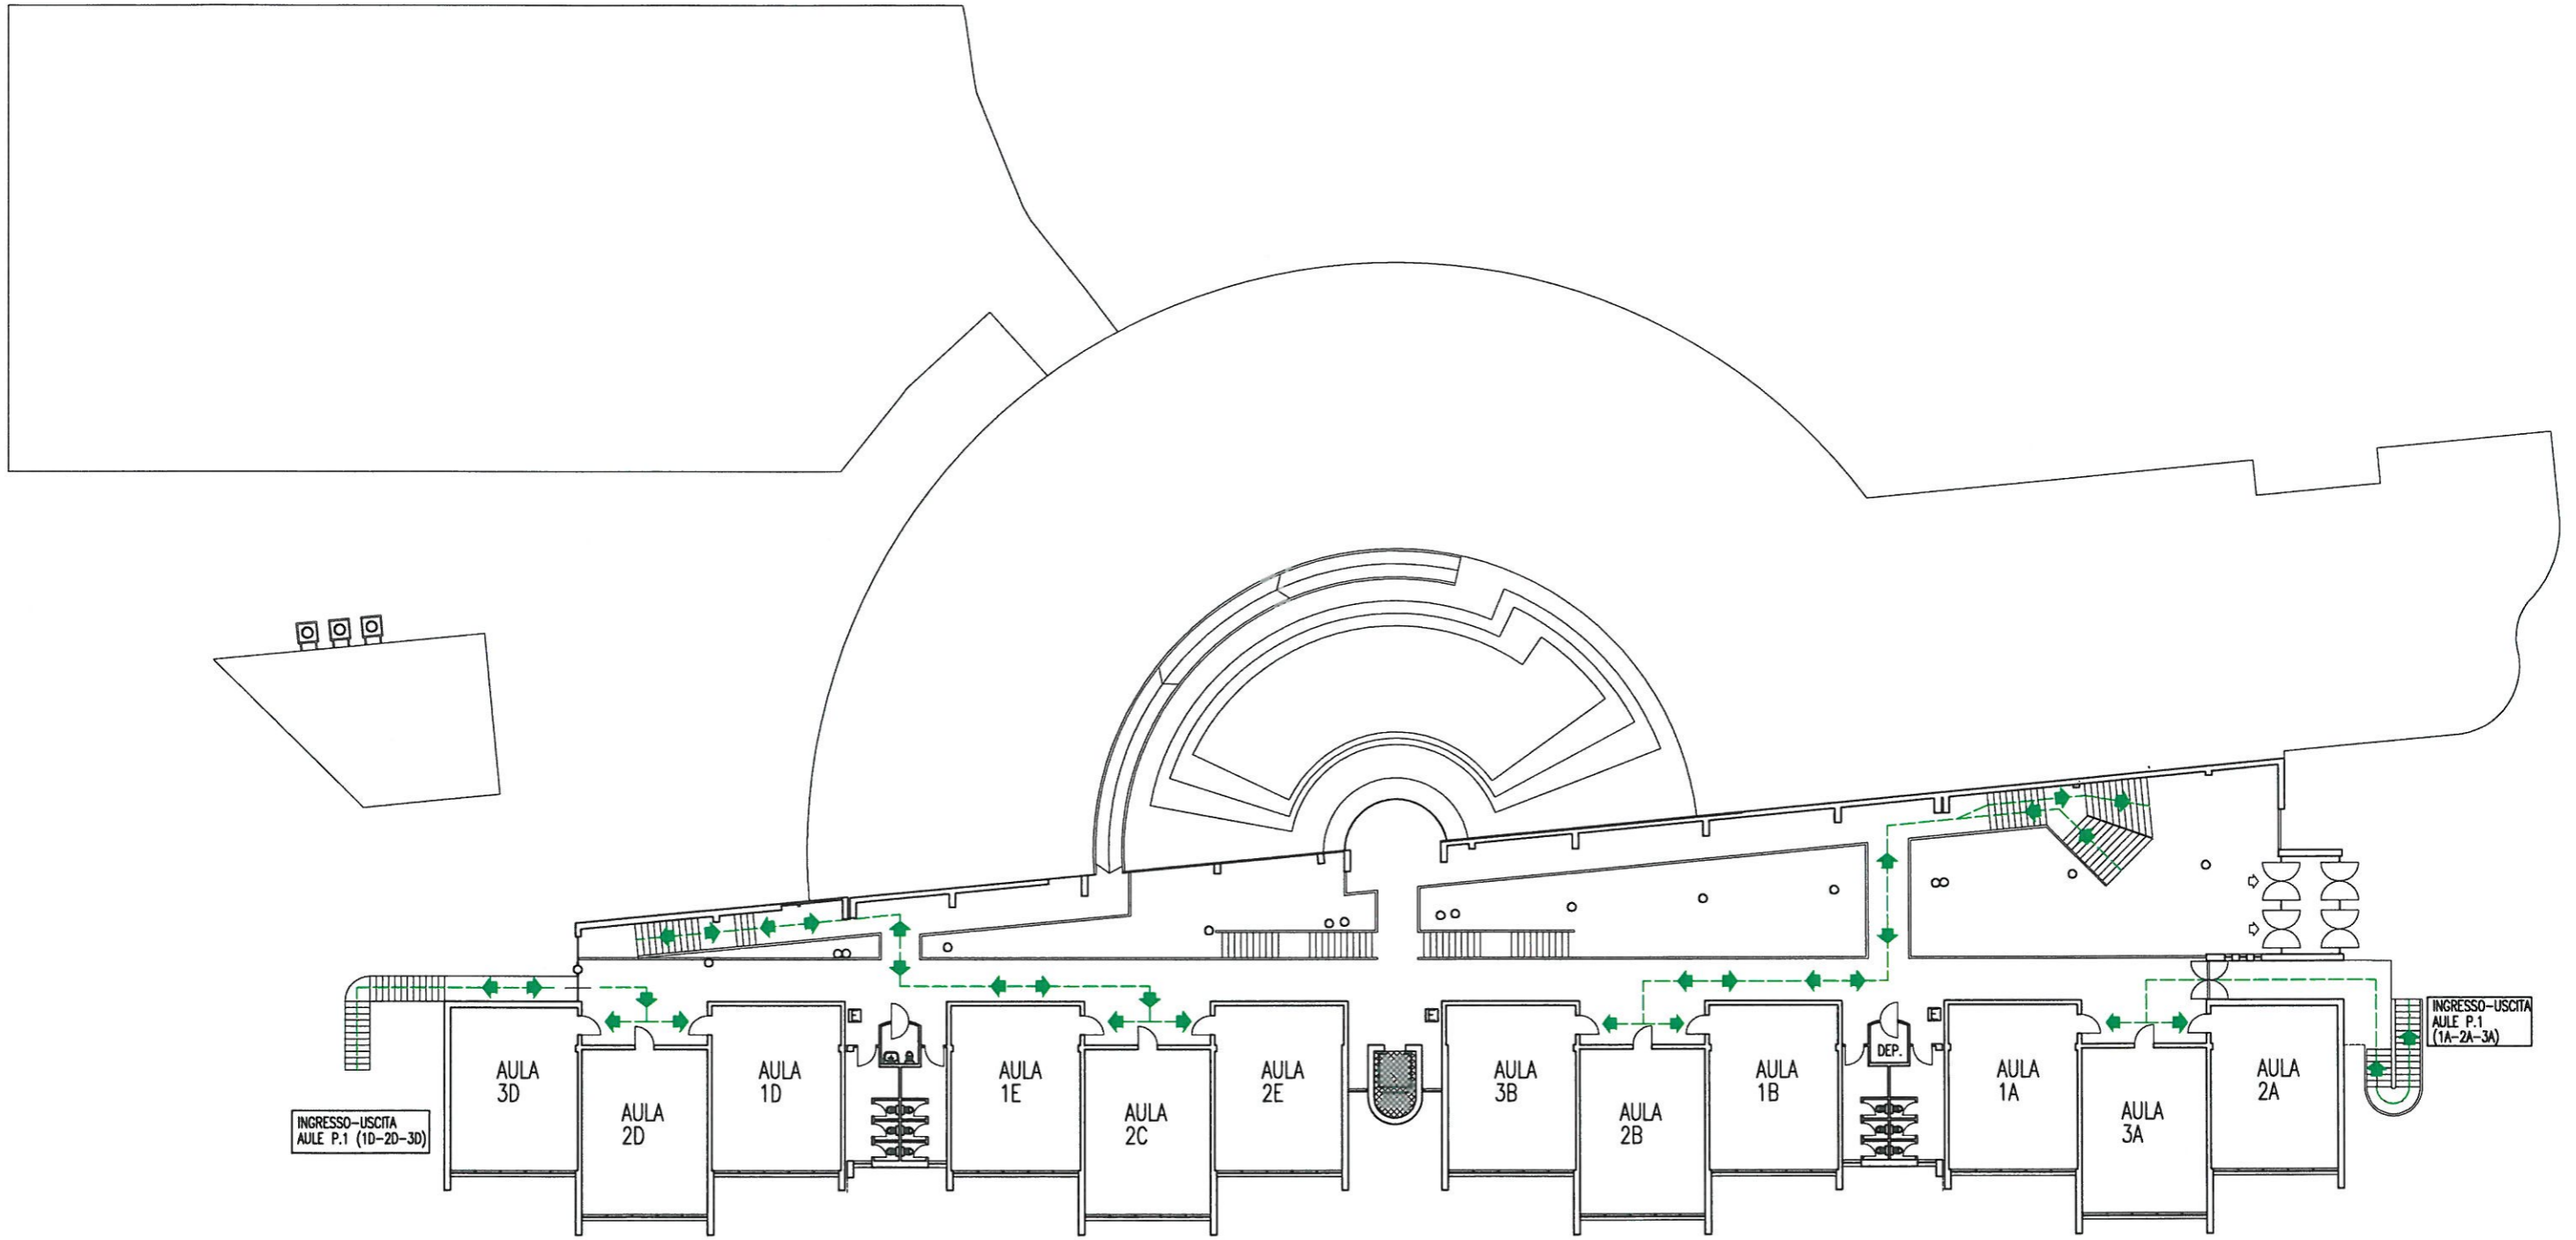 INGRESSO-USCITA
AULE P.1
(1A-2A-3A)
AULA
3D
AULA
2D
AULA
1D
AULA
1E
AULA
2C
AULA
2E
AULA
3B
AULA
2B
AULA
1B
DEP.
AULA
1A
AULA
3A
AULA
2A
INGRESSO-USCITA
AULE P.1 (1D-2D-3D)